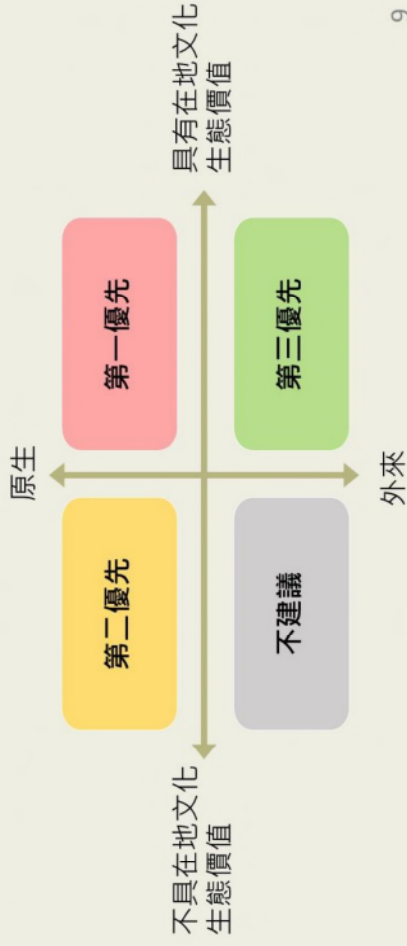 原生
第二優先
第一優先
不具在地文化
生態價值
具有在地文化
生態價值
不建議
第三優先
外來
9